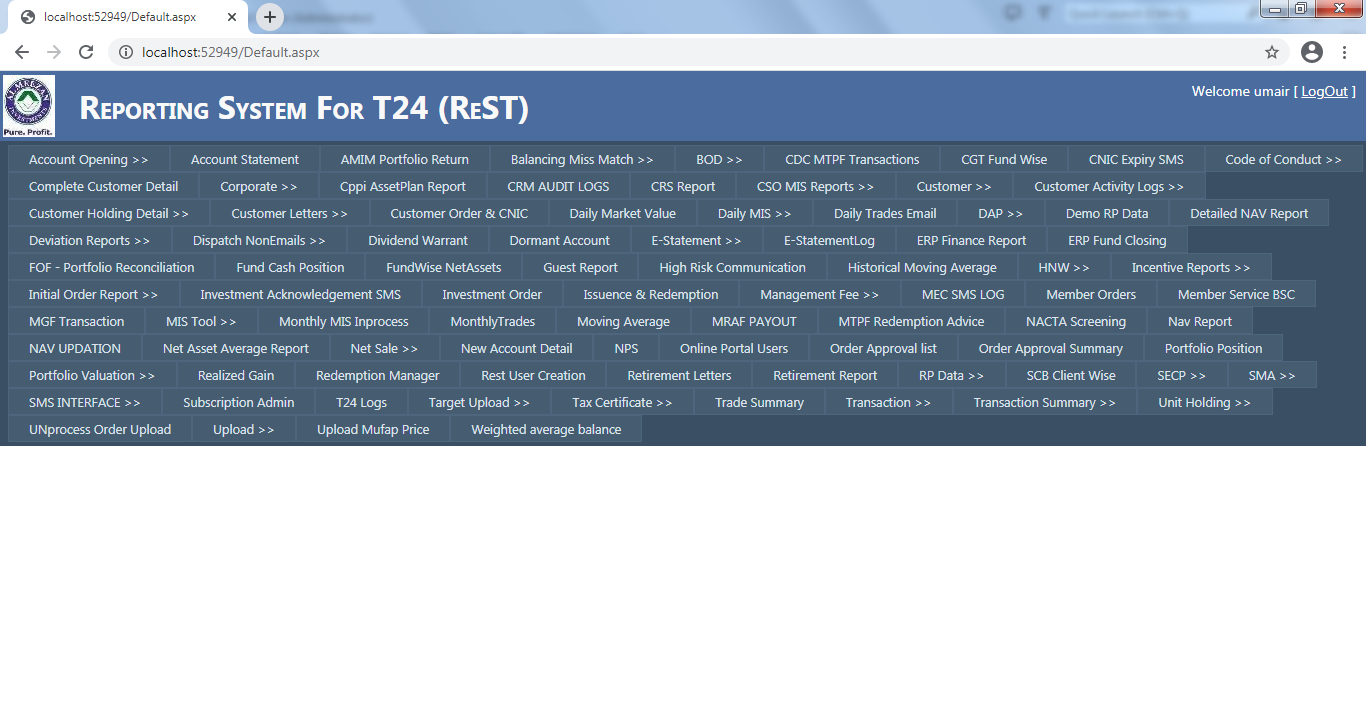 localhost:52949/Default.aspx
localhost:52949/Default.aspx
AL MEEZAN INVESTMENTS
Pure. Profit.
Reporting System For T24 (ReST)
Welcome umair [ LogOut ]
Account Opening >> Account Statement AMIM Portfolio Return Balancing Miss Match >> BOD >> CDC MTPF Transactions CGT Fund Wise CNIC Expiry SMS Code of Conduct >>
Complete Customer Detail Corporate >> Cppi AssetPlan Report CRM AUDIT LOGS CRS Report CSO MIS Reports >> Customer >> Customer Activity Logs >>
Customer Holding Detail >> Customer Letters >> Customer Order & CNIC Daily Market Value Daily MIS >> Daily Trades Email DAP >> Demo RP Data Detailed NAV Report
Deviation Reports >> Dispatch NonEmails >> Dividend Warrant Dormant Account E-Statement >> E-StatementLog ERP Finance Report ERP Fund Closing
FOF - Portfolio Reconciliation Fund Cash Position FundWise NetAssets Guest Report High Risk Communication Historical Moving Average HNW >> Incentive Reports >>
Initial Order Report >> Investment Acknowledgement SMS Investment Order Issuence & Redemption Management Fee >> MEC SMS LOG Member Orders Member Service BSC
MGF Transaction MIS Tool >> Monthly MIS Inprocess MonthlyTrades Moving Average MRAF PAYOUT MTPF Redemption Advice NACTA Screening Nav Report
NAV UPDATION Net Asset Average Report Net Sale >> New Account Detail NPS Online Portal Users Order Approval list Order Approval Summary Portfolio Position
Portfolio Valuation >> Realized Gain Redemption Manager Rest User Creation Retirement Letters Retirement Report RP Data >> SCB Client Wise SECP >> SMA >>
SMS INTERFACE >> Subscription Admin T24 Logs Target Upload >> Tax Certificate >> Trade Summary Transaction >> Transaction Summary >> Unit Holding >>
UNprocess Order Upload Upload >> Upload Mufap Price Weighted average balance